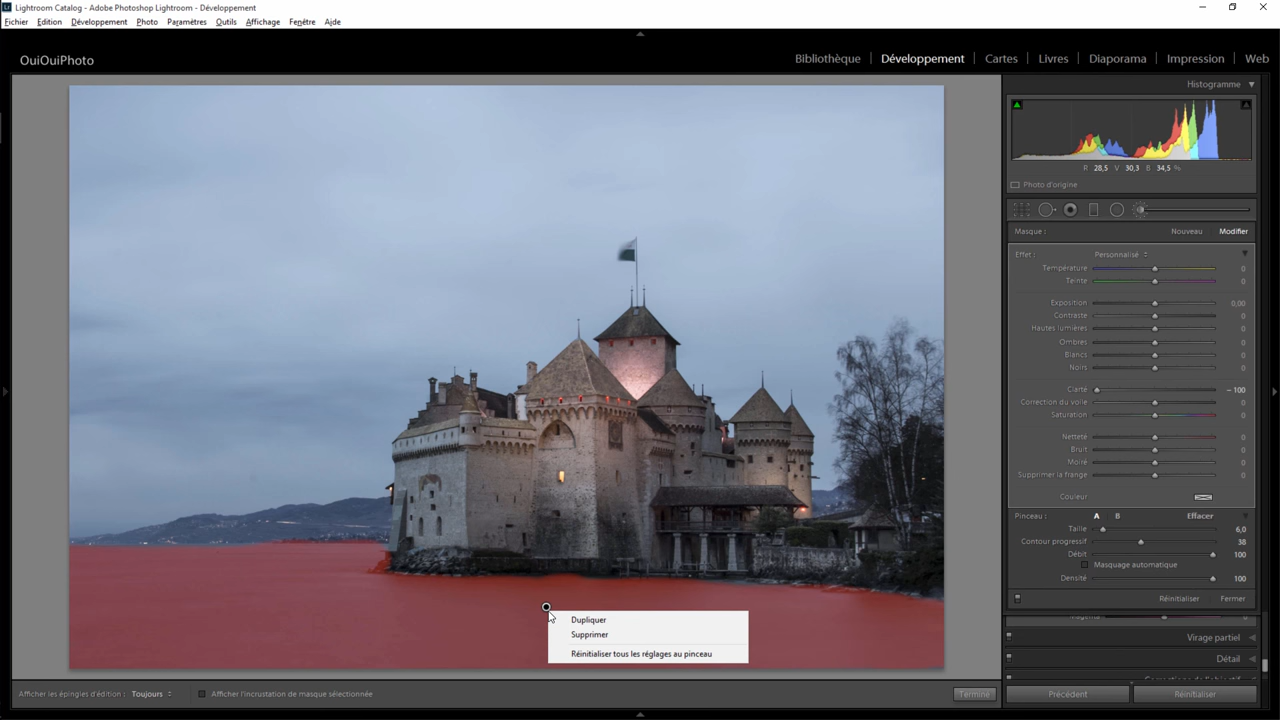 Lightroom Catalog - Adobe Photoshop Lightroom - Développement
Fichier Edition Développement Photo Paramètres Outils Affichage Fenêtre Aide
OuiOuiPhoto
Bibliothèque Développement Cartes Livres Diaporama Impression Web
Histogramme
R 28,5 V 30,3 B 34,5 %
Photo d'origine
Masque : Nouveau Modifier
Effet : Personnalisé
Température 0
Teinte 0
Exposition 0,00
Contraste 0
Hautes lumières 0
Ombres 0
Blancs 0
Noirs 0
Clarté – 100
Correction du voile 0
Saturation 0
Netteté 0
Bruit 0
Moiré 0
Supprimer la frange 0
Couleur
Pinceau : A B Effacer
Taille 6,0
Contour progressif 38
Débit 100
Masquage automatique
Densité 100
Réinitialiser Fermer
Dupliquer
Supprimer
Réinitialiser tous les réglages au pinceau
Virage partiel
Détail
Afficher les épingles d'édition : Toujours Afficher l'incrustation de masque sélectionnée Terminé
Précédent Réinitialiser